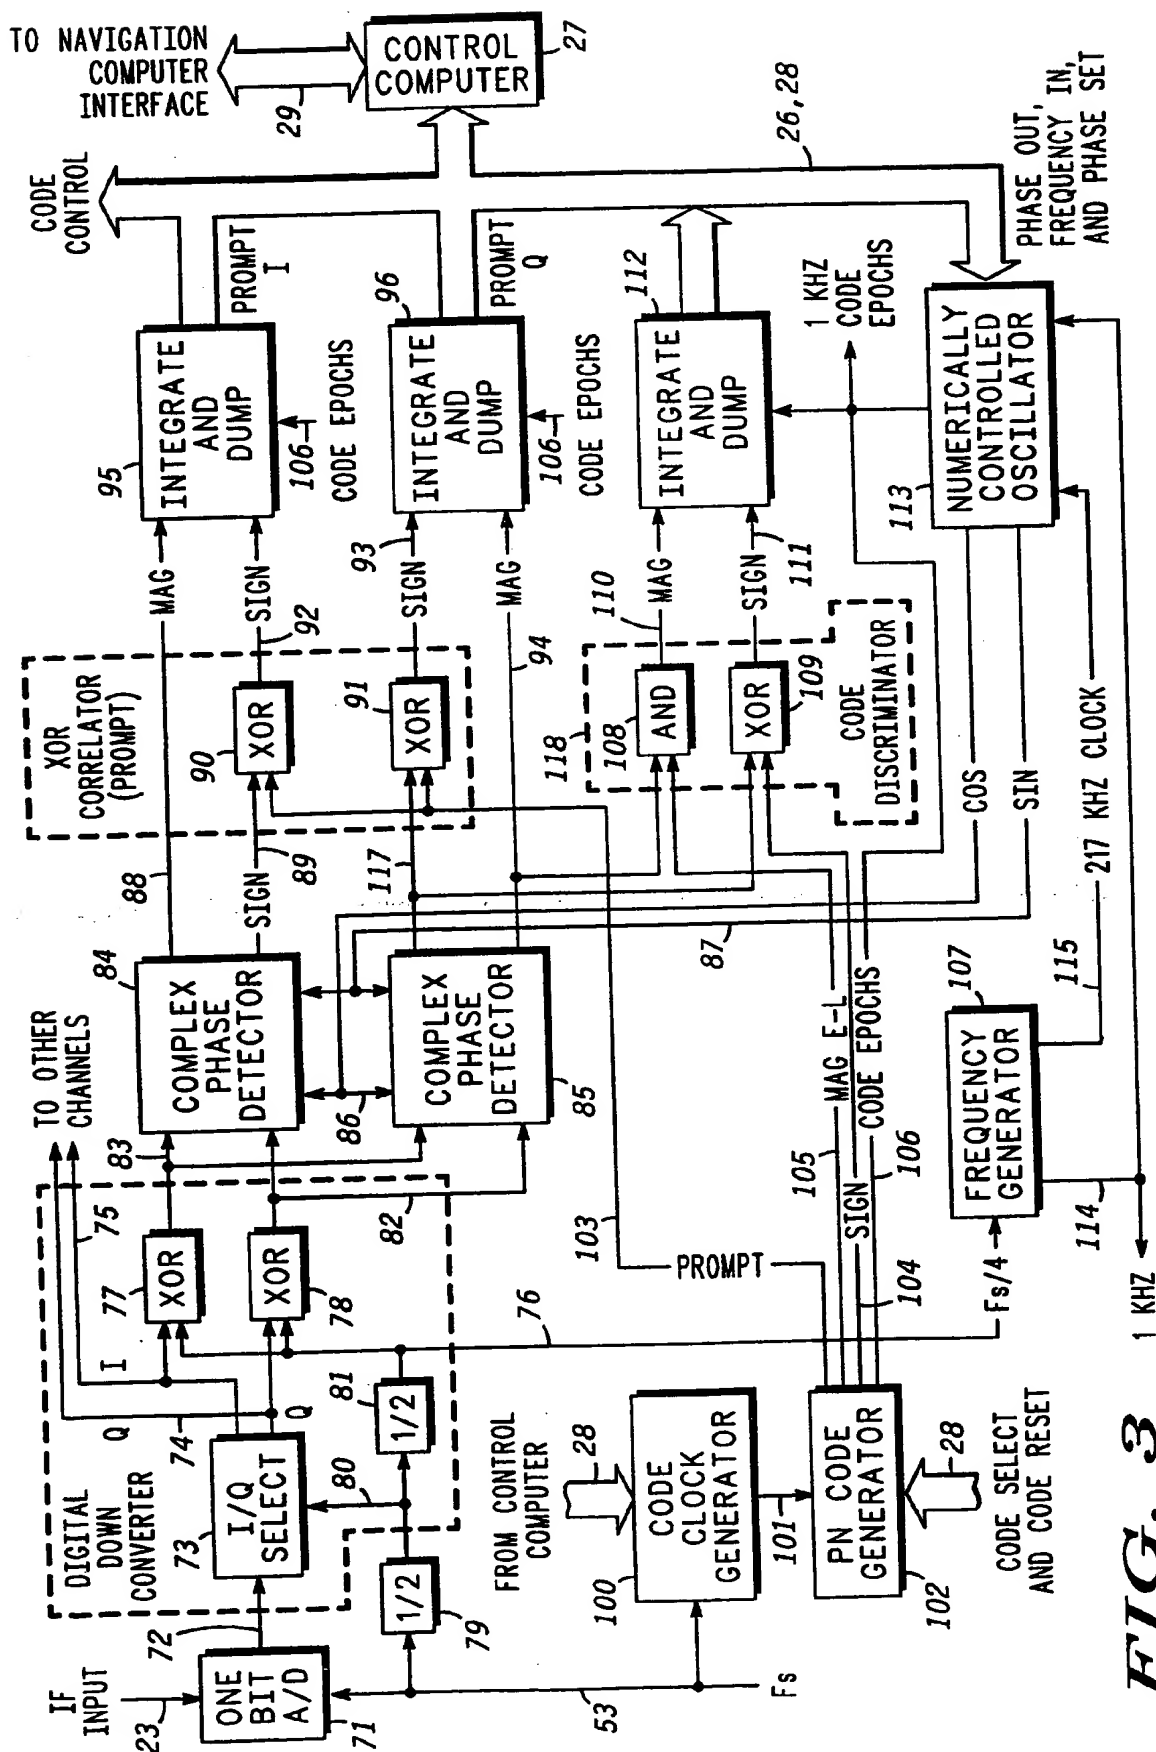 IF
INPUT
23
ONE
BIT
A/D
71
72
53
Fs
DIGITAL
DOWN
CONVERTER
I/Q
SELECT
73
74
Q
I
75
Q
TO OTHER
CHANNELS
XOR
77
XOR
78
1/2
79
80
1/2
81
76
82
83
COMPLEX
PHASE
DETECTOR
84
COMPLEX
PHASE
DETECTOR
85
86
87
88
MAG
SIGN
89
XOR
CORRELATOR
(PROMPT)
XOR
90
XOR
91
SIGN
92
117
SIGN
93
MAG
94
INTEGRATE
AND
DUMP
95
106
CODE EPOCHS
PROMPT
I
INTEGRATE
AND
DUMP
96
106
CODE EPOCHS
PROMPT
Q
CODE
CONTROL
TO NAVIGATION
COMPUTER
INTERFACE
29
CONTROL
COMPUTER
27
26,28
FROM CONTROL
COMPUTER
28
CODE
CLOCK
GENERATOR
100
101
PN CODE
GENERATOR
102
28
CODE SELECT
AND CODE RESET
PROMPT
103
MAG E-L
105
SIGN
104
CODE EPOCHS
106
118
AND
108
XOR
109
CODE
DISCRIMINATOR
MAG
110
SIGN
111
INTEGRATE
AND
DUMP
112
1 KHZ
CODE
EPOCHS
COS
SIN
NUMERICALLY
CONTROLLED
OSCILLATOR
113
PHASE OUT,
FREQUENCY IN,
AND PHASE SET
Fs/4
FREQUENCY
GENERATOR
107
114
1 KHZ
115
217 KHZ CLOCK
FIG. 3